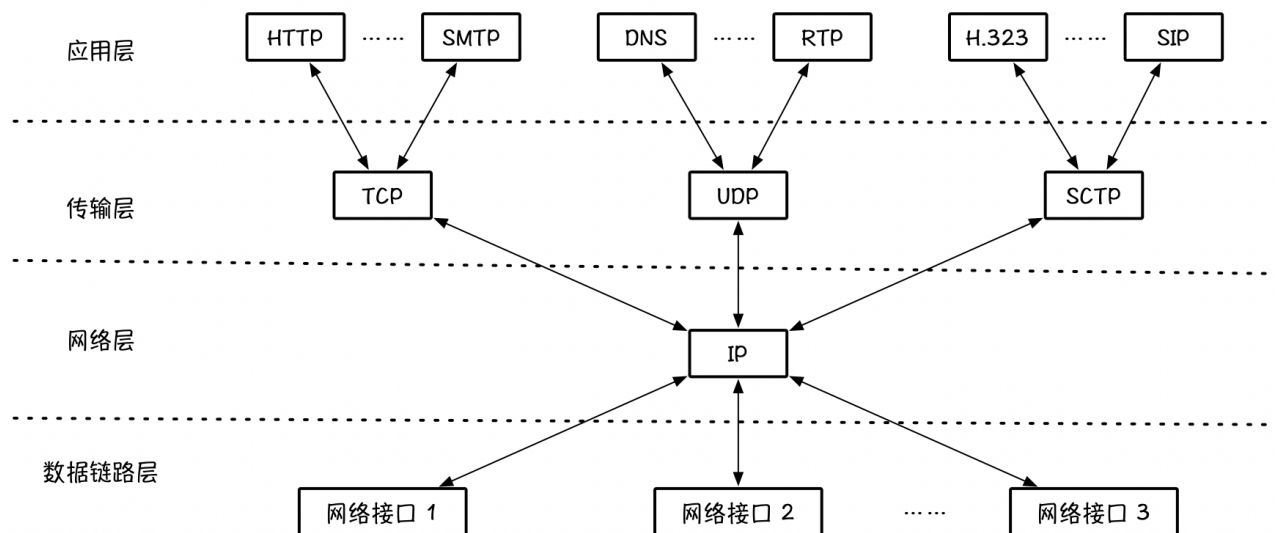 应用层 HTTP …… SMTP DNS …… RTP H.323 …… SIP
传输层 TCP UDP SCTP
网络层 IP
数据链路层
网络接口 1 网络接口 2 …… 网络接口 3